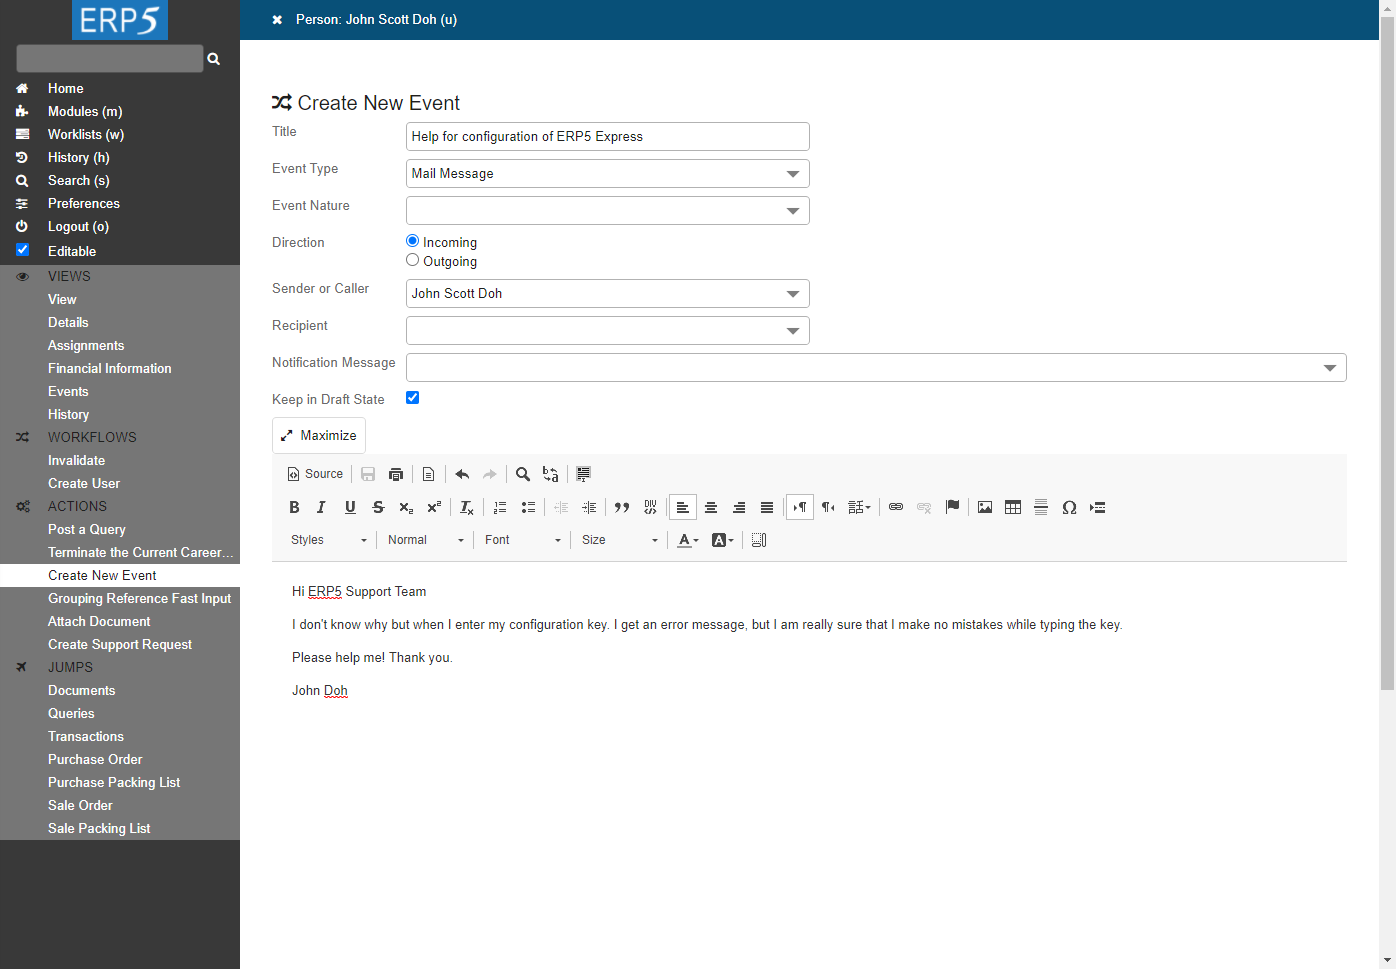 ERP5
Person: John Scott Doh (u)
Home
Modules (m)
Worklists (w)
History (h)
Search (s)
Preferences
Logout (o)
Editable
VIEWS
View
Details
Assignments
Financial Information
Events
History
WORKFLOWS
Invalidate
Create User
ACTIONS
Post a Query
Terminate the Current Career...
Create New Event
Grouping Reference Fast Input
Attach Document
Create Support Request
JUMPS
Documents
Queries
Transactions
Purchase Order
Purchase Packing List
Sale Order
Sale Packing List
Create New Event
Title
Help for configuration of ERP5 Express
Event Type
Mail Message
Event Nature
Direction
Incoming
Outgoing
Sender or Caller
John Scott Doh
Recipient
Notification Message
Keep in Draft State
Maximize
Source
Styles
Normal
Font
Size
Hi ERP5 Support Team
I don't know why but when I enter my configuration key. I get an error message, but I am really sure that I make no mistakes while typing the key.
Please help me! Thank you.
John Doh